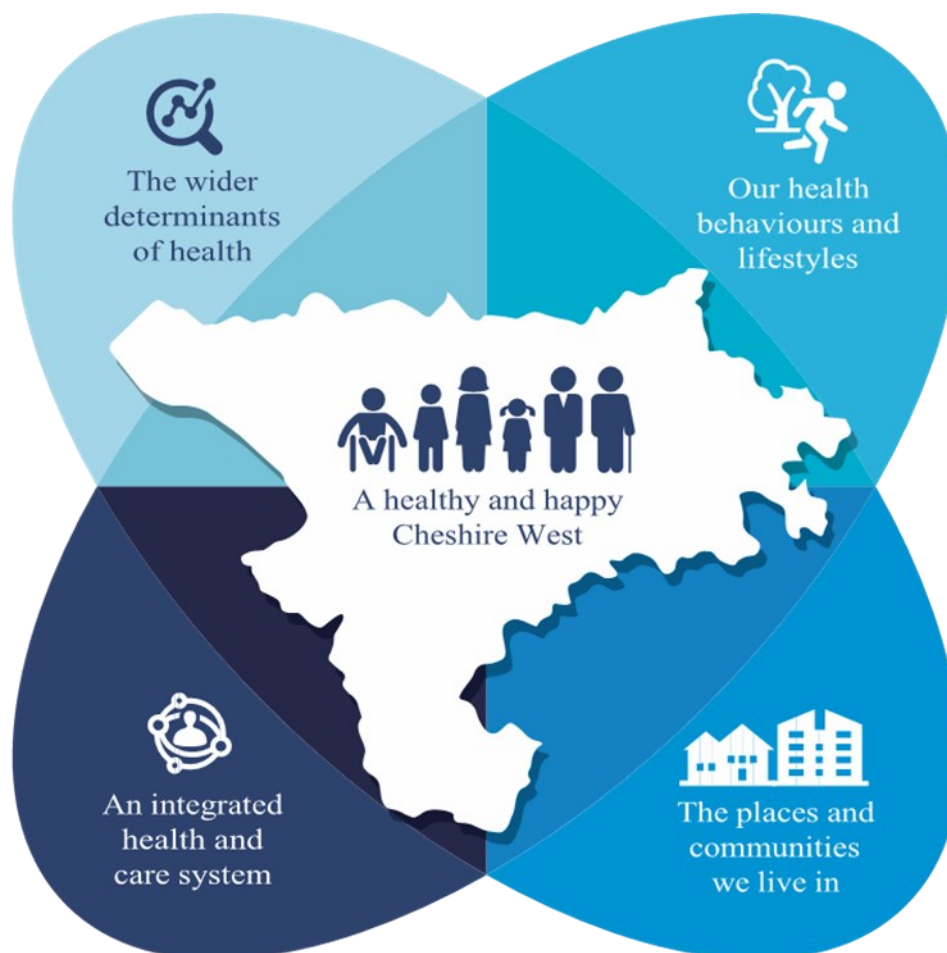 The wider
determinants
of health
Our health
behaviours and
lifestyles
A healthy and happy
Cheshire West
An integrated
health and
care system
The places and
communities
we live in